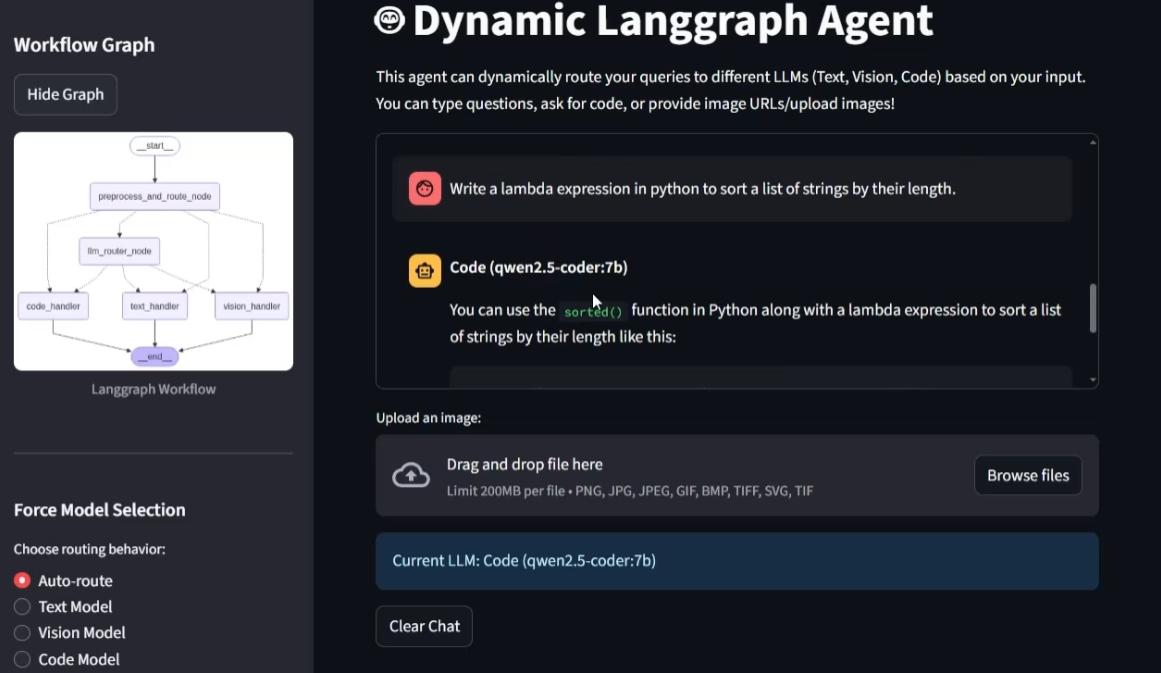 Workflow Graph
Hide Graph
__start__
preprocess_and_route_node
llm_router_node
code_handler
text_handler
vision_handler
__end__
Langgraph Workflow
Force Model Selection
Choose routing behavior:
Auto-route
Text Model
Vision Model
Code Model
Dynamic Langgraph Agent
This agent can dynamically route your queries to different LLMs (Text, Vision, Code) based on your input.
You can type questions, ask for code, or provide image URLs/upload images!
Write a lambda expression in python to sort a list of strings by their length.
Code (qwen2.5-coder:7b)
You can use the sorted() function in Python along with a lambda expression to sort a list
of strings by their length like this:
Upload an image:
Drag and drop file here
Limit 200MB per file • PNG, JPG, JPEG, GIF, BMP, TIFF, SVG, TIF
Browse files
Current LLM: Code (qwen2.5-coder:7b)
Clear Chat